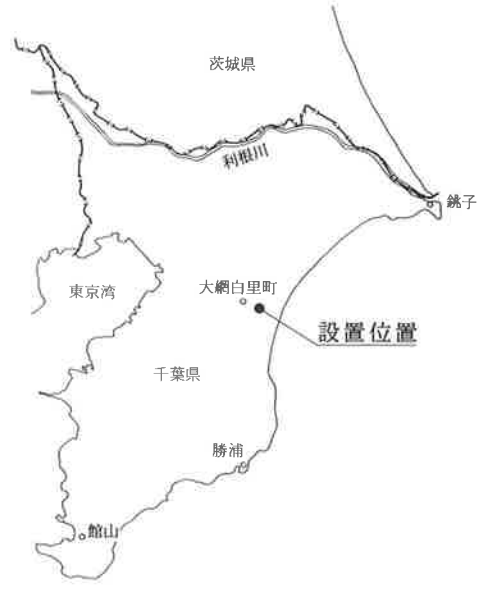 茨城県
利根川
銚子
東京湾
大網白里町
設置位置
千葉県
勝浦
館山